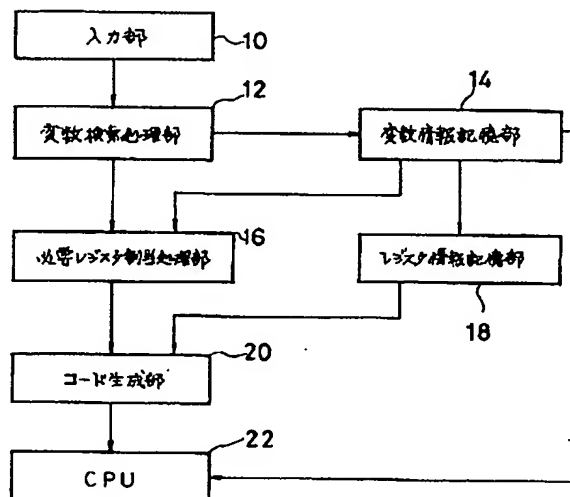 入力部
10
12
14
変数検索処理部
変数情報記憶部
16
必要レジスタ割当処理部
レジスタ情報記憶部
18
20
コード生成部
22
CPU